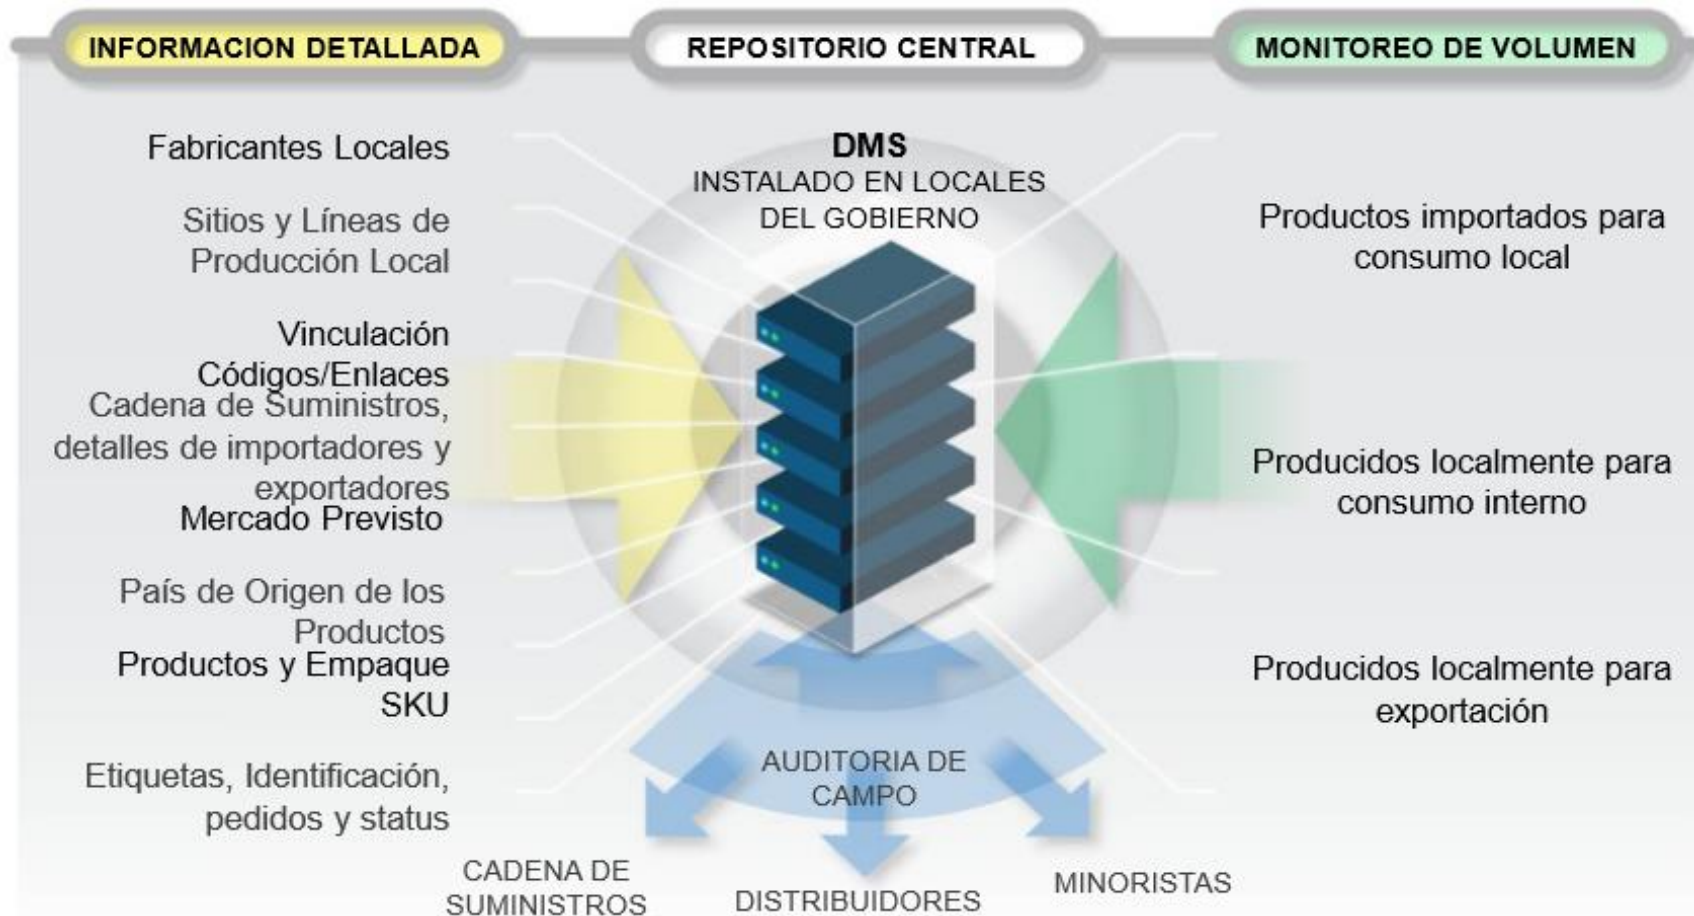 INFORMACION DETALLADA
REPOSITORIO CENTRAL
MONITOREO DE VOLUMEN
Fabricantes Locales
Sitios y Líneas de
Producción Local
Vinculación
Códigos/Enlaces
Cadena de Suministros,
detalles de importadores y
exportadores
Mercado Previsto
País de Origen de los
Productos
Productos y Empaque
SKU
Etiquetas, Identificación,
pedidos y status
DMS
INSTALADO EN LOCALES
DEL GOBIERNO
AUDITORIA DE
CAMPO
CADENA DE
SUMINISTROS
DISTRIBUIDORES
MINORISTAS
Productos importados para
consumo local
Producidos localmente para
consumo interno
Producidos localmente para
exportación